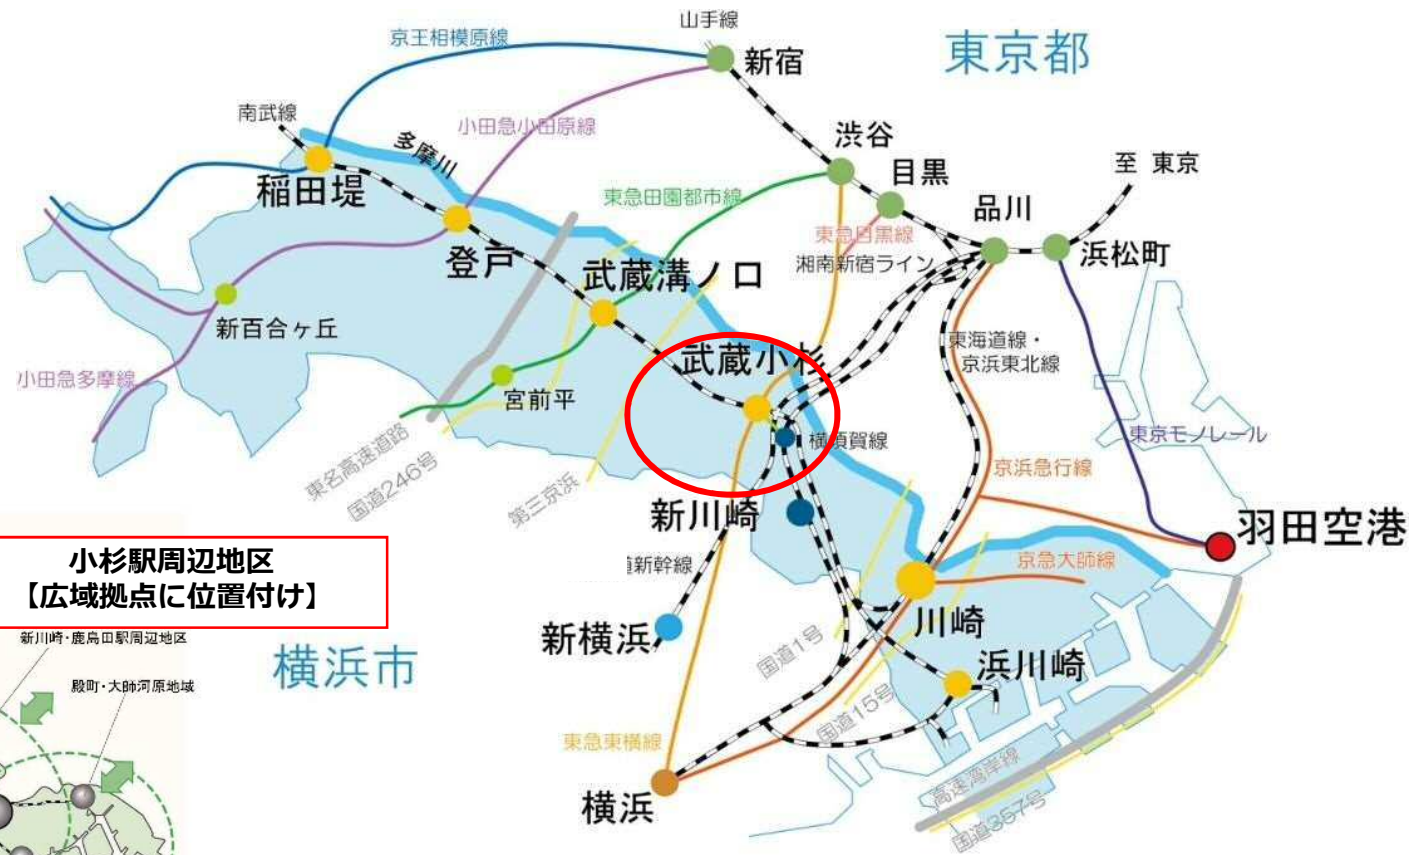 山手線
京王相模原線
新宿
東京都
南武線
小田急小田原線
多摩川
渋谷
目黒
至 東京
稲田堤
東急田園都市線
品川
東急目黒線
湘南新宿ライン
浜松町
登戸
武蔵溝ノ口
新百合ヶ丘
武蔵小杉
東海道線・
京浜東北線
小田急多摩線
宮前平
横須賀線
東京モノレール
東名高速道路
国道246号
第三京浜
京浜急行線
新川崎
羽田空港
小杉駅周辺地区
【広域拠点に位置付け】
新幹線
京急大師線
新川崎・鹿島田駅周辺地区
新横浜
川崎
横浜市
国道1号
浜川崎
殿町・大師河原地域
国道15号
東急東横線
高速湾岸線
横浜
国道357号